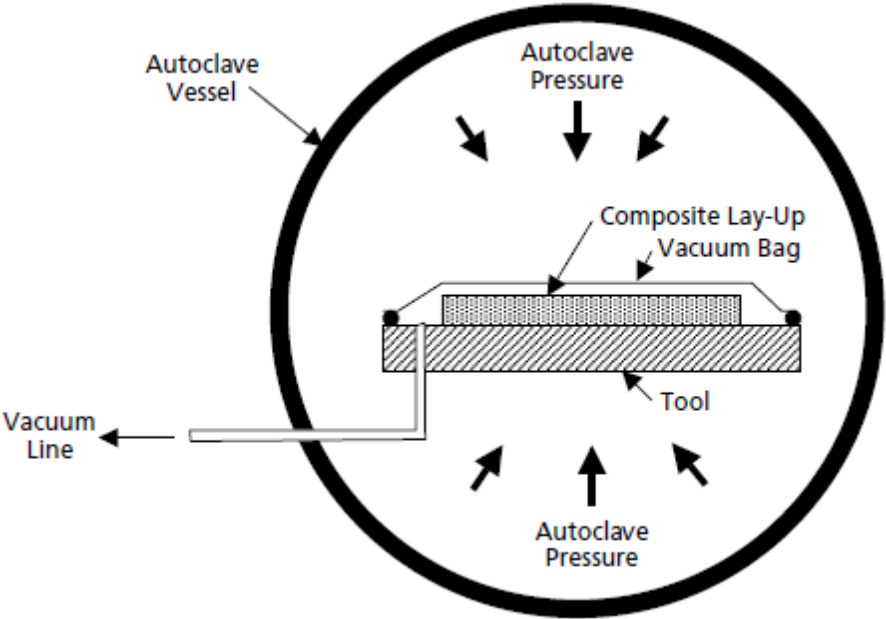 Autoclave
Vessel
Autoclave
Pressure
Composite Lay-Up
Vacuum Bag
Tool
Vacuum
Line
Autoclave
Pressure